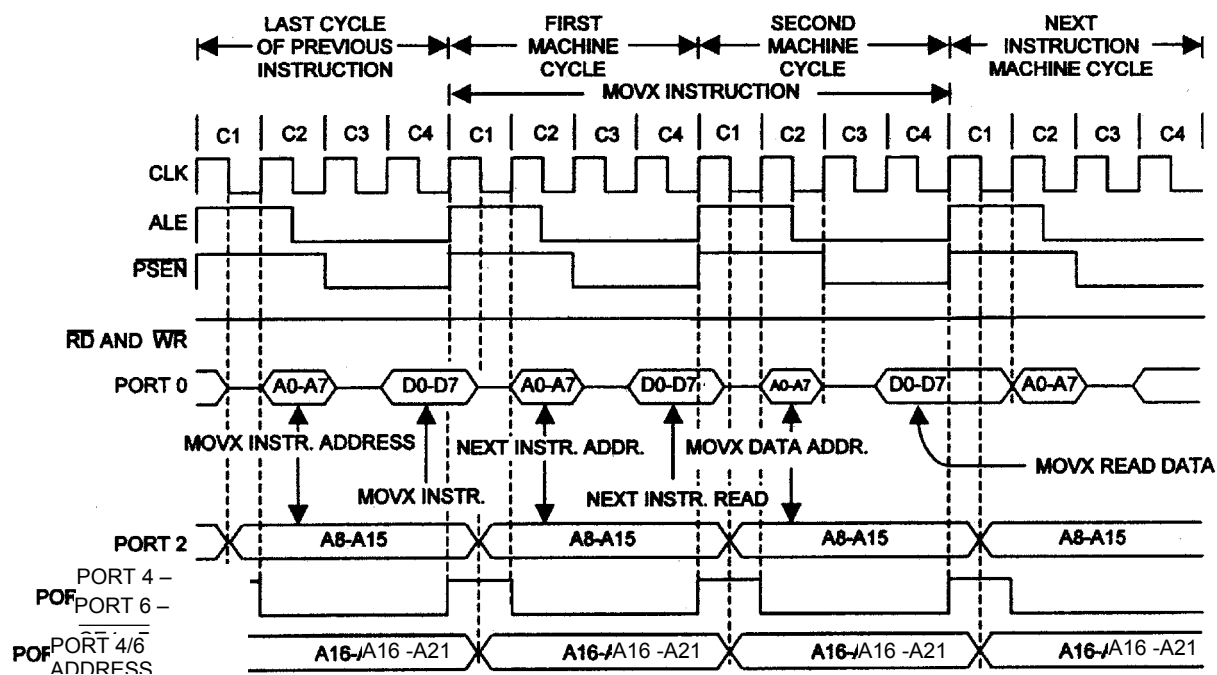 LAST CYCLE
OF PREVIOUS
INSTRUCTION
FIRST
MACHINE
CYCLE
SECOND
MACHINE
CYCLE
NEXT
INSTRUCTION
MACHINE CYCLE
MOVX INSTRUCTION
C1 C2 C3 C4 C1 C2 C3 C4 C1 C2 C3 C4 C1 C2 C3 C4
CLK
ALE
PSEN
RD AND WR
PORT 0
A0-A7 D0-D7 A0-A7 D0-D7 A0-A7 D0-D7 A0-A7
MOVX INSTR. ADDRESS
NEXT INSTR. ADDR.
MOVX DATA ADDR.
MOVX READ DATA
MOVX INSTR.
NEXT INSTR. READ
PORT 2
A8-A15 A8-A15 A8-A15 A8-A15
PORT 4 –
POR
PORT 6 –
POR
PORT 4/6
ADDRESS
A16-A A16 -A21 A16-A A16 -A21 A16-A A16 -A21 A16-A A16 -A21